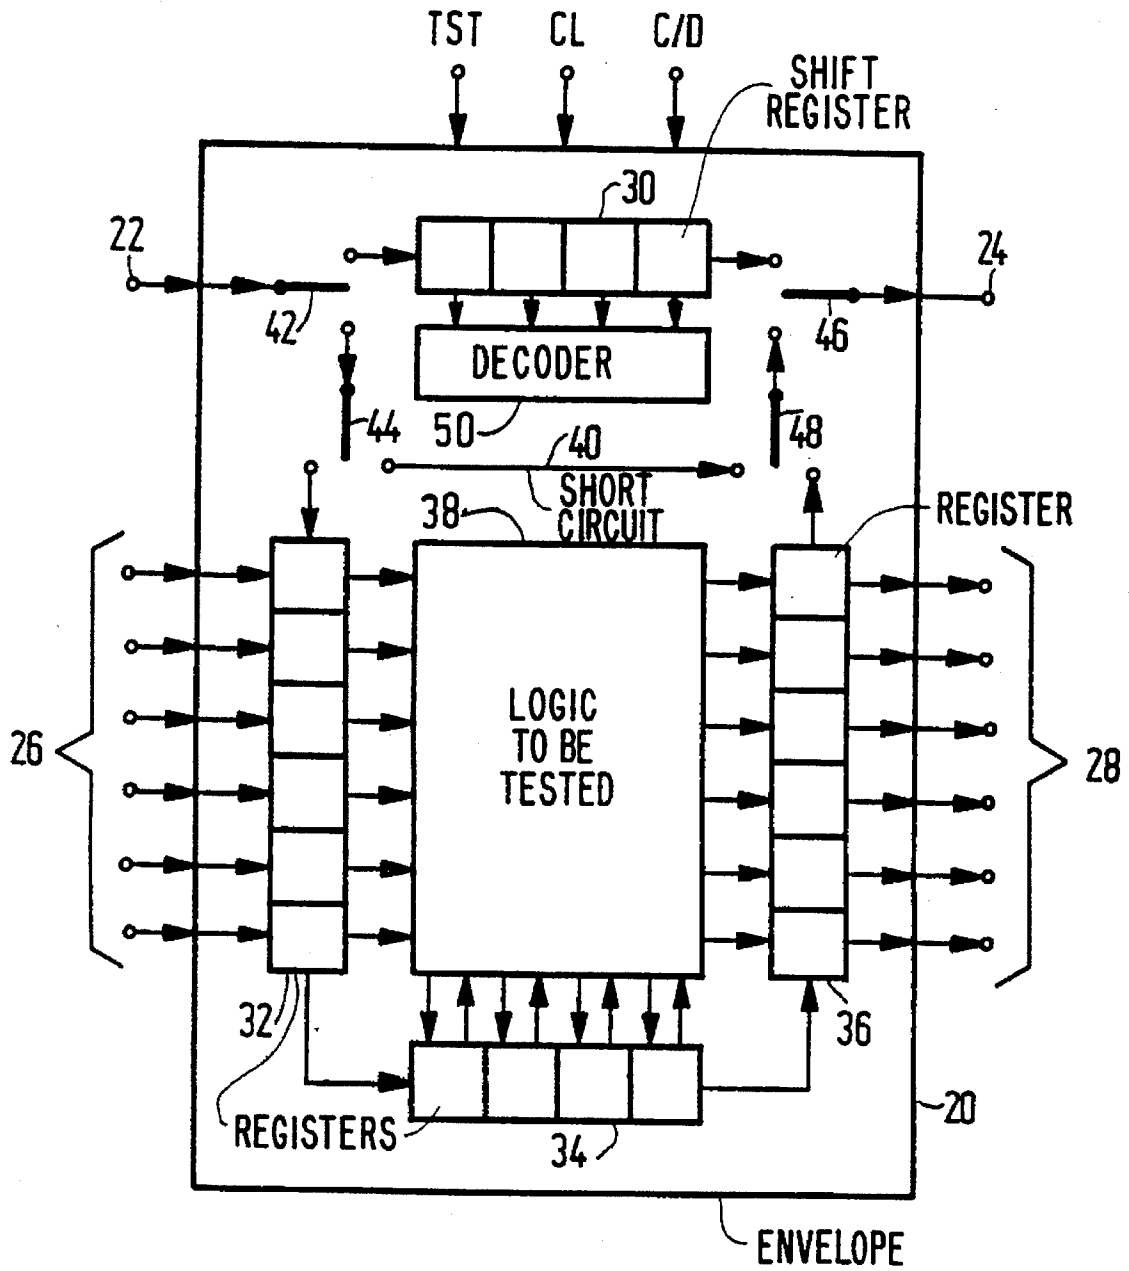 TST CL C/D
SHIFT
REGISTER
30
22
24
42
46
DECODER
44
50
48
40
SHORT
CIRCUIT
38
REGISTER
26
LOGIC
TO BE
TESTED
28
32
36
REGISTERS
34
20
ENVELOPE